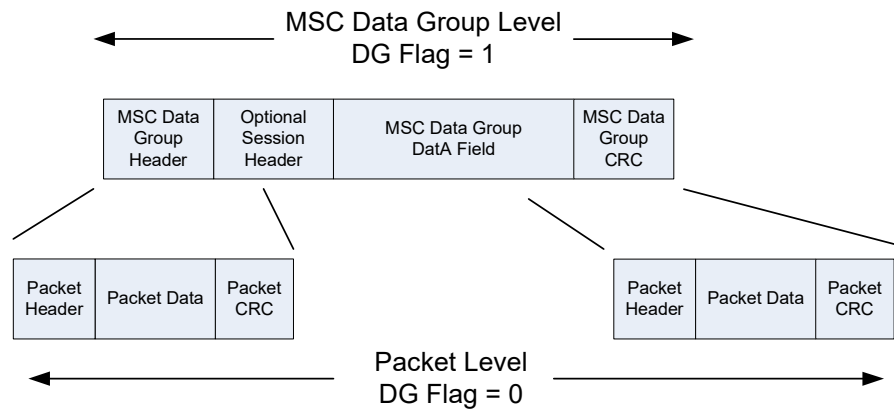 MSC Data Group Level
DG Flag = 1
MSC Data
Group
Header
Optional
Session
Header
MSC Data Group
DatA Field
MSC Data
Group
CRC
Packet
Header
Packet Data
Packet
CRC
Packet
Header
Packet Data
Packet
CRC
Packet Level
DG Flag = 0